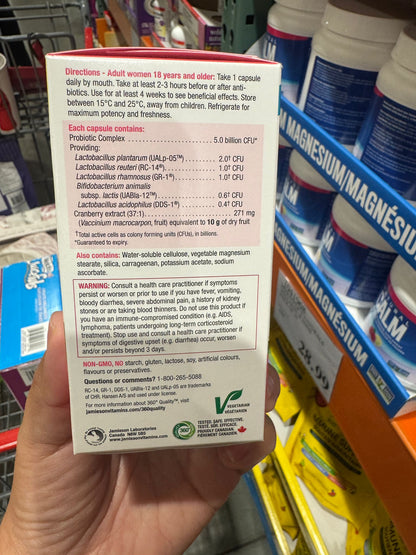 Directions - Adult women 18 years and older: Take 1 capsule
daily by mouth. Take at least 2-3 hours before or after anti-
biotics. Use for at least 4 weeks to see beneficial effects. Store
between 15°C and 25°C, away from children. Refrigerate for
maximum potency and freshness.
Each capsule contains:
Probiotic Complex 5.0 billion CFU*
Providing:
Lactobacillus plantarum (UALp-05™) 2.0† CFU
Lactobacillus reuteri (RC-14®) 1.0† CFU
Lactobacillus rhamnosus (GR-1®) 1.0† CFU
Bifidobacterium animalis
subsp. lactis (UABla-12™) 0.6† CFU
Lactobacillus acidophilus (DDS-1®) 0.4† CFU
Cranberry extract (37:1) 271 mg
(Vaccinium macrocarpon, fruit) equivalent to 10 g of dry fruit
†Total active cells as colony forming units (CFUs), in billions.
*Guaranteed to expiry.
Also contains: Water-soluble cellulose, vegetable magnesium
stearate, silica, carrageenan, potassium acetate, sodium
ascorbate.
WARNING: Consult a health care practitioner if symptoms
persist or worsen or prior to use if you have fever, vomiting,
bloody diarrhea, severe abdominal pain, a history of kidney
stones or are taking blood thinners. Do not use this product if
you have an immune-compromised condition (e.g. AIDS,
lymphoma, patients undergoing long-term corticosteroid
treatment). Stop use and consult a health care practitioner if
symptoms of digestive upset (e.g. diarrhea) occur, worsen
and/or persists beyond 3 days.
NON-GMO, NO starch, gluten, lactose, soy, artificial colours,
flavours or preservatives.
Questions or comments? 1-800-265-5088
RC-14, GR-1, DDS-1, UABla-12 and UALp-05 are trademarks
of CHR. Hansen A/S and used under license.
For more information about 360° Quality™, visit
jamiesonvitamins.com/360quality
VEGETARIAN
VEGETARIEN
Jamieson Laboratories
Canada N8W 5B5
www.jamiesonvitamins.com
360°
TESTED. SAFE. EFFECTIVE.
TESTÉ. SÛR. EFFICACE.
PROUDLY CANADIAN.
FIÈREMENT CANADIEN.
MAGNESIUM/MAGNÉSIUM
MAGNÉSIUM